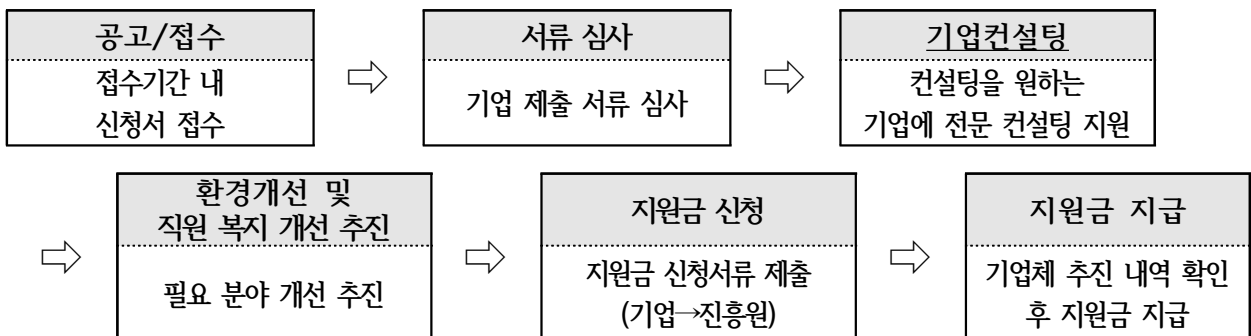 공고/접수
접수기간 내
신청서 접수
서류 심사
기업 제출 서류 심사
기업컨설팅
컨설팅을 원하는
기업에 전문 컨설팅 지원
환경개선 및
직원 복지 개선 추진
필요 분야 개선 추진
지원금 신청
지원금 신청서류 제출
(기업→진흥원)
지원금 지급
기업체 추진 내역 확인
후 지원금 지급